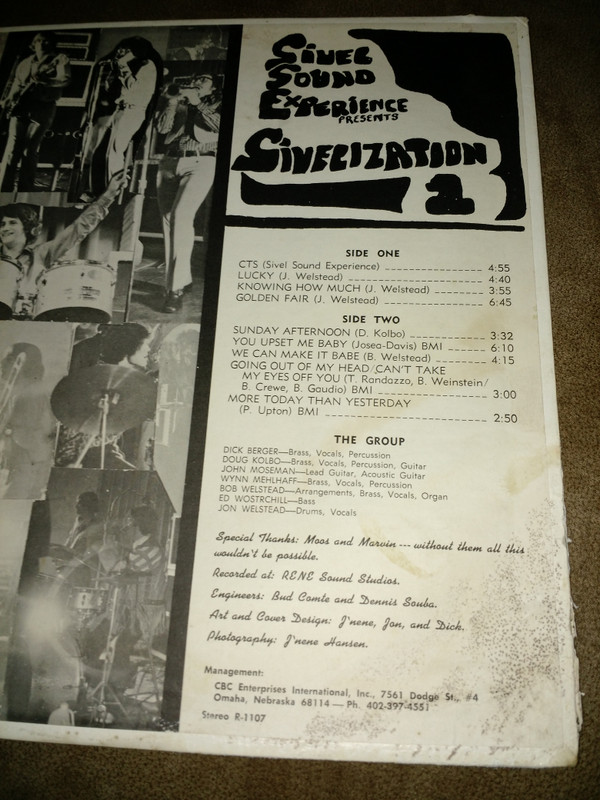 Sivel
Sound
Experience
PRESENTS
Sivelization
1
SIDE ONE
CTS (Sivel Sound Experience) 4:55
LUCKY (J. Welstead) 4:40
KNOWING HOW MUCH (J. Welstead) 3:55
GOLDEN FAIR (J. Welstead) 6:45
SIDE TWO
SUNDAY AFTERNOON (D. Kolbo) 3:32
YOU UPSET ME BABY (Josea-Davis) BMI 6:10
WE CAN MAKE IT BABE (B. Welstead) 4:15
GOING OUT OF MY HEAD/CAN'T TAKE
MY EYES OFF YOU (T. Randazzo, B. Weinstein/
B. Crewe, B. Gaudio) BMI 3:00
MORE TODAY THAN YESTERDAY
(P. Upton) BMI 2:50
THE GROUP
DICK BERGER—Brass, Vocals, Percussion
DOUG KOLBO—Brass, Vocals, Percussion, Guitar
JOHN MOSEMAN—Lead Guitar, Acoustic Guitar
WYNN MEHLHAFF—Brass, Vocals, Percussion
BOB WELSTEAD—Arrangements, Brass, Vocals, Organ
ED WOSTRCHILL—Bass
JON WELSTEAD—Drums, Vocals
Special Thanks: Moos and Marvin --- without them all this
wouldn't be possible.
Recorded at: RENE Sound Studios.
Engineers: Bud Comte and Dennis Souba.
Art and Cover Design: J'nene, Jon, and Dick.
Photography: J'nene Hansen.
Management:
CBC Enterprises International, Inc., 7561 Dodge St., #4
Omaha, Nebraska 68114 — Ph. 402-397-4551
Stereo R-1107